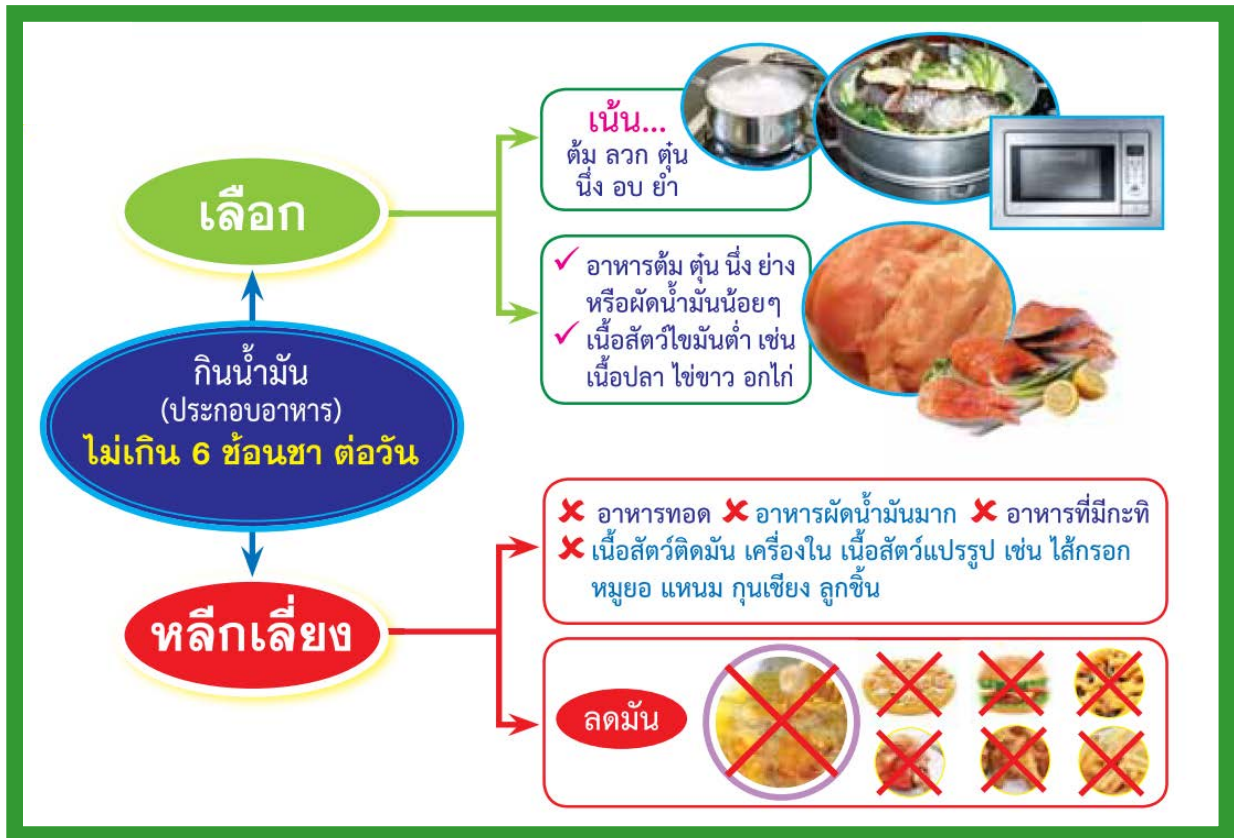 เลือก
เน้น...
ต้ม ลวก ตุ๋น
นึ่ง อบ ยำ
✓ อาหารต้ม ตุ๋น นึ่ง ย่าง
หรือผัดน้ำมันน้อยๆ
✓ เนื้อสัตว์ไขมันต่ำ เช่น
เนื้อปลา ไข่ขาว อกไก่
กินน้ำมัน
(ประกอบอาหาร)
ไม่เกิน 6 ช้อนชา ต่อวัน
หลีกเลี่ยง
✘ อาหารทอด ✘ อาหารผัดน้ำมันมาก ✘ อาหารที่มีกะทิ
✘ เนื้อสัตว์ติดมัน เครื่องใน เนื้อสัตว์แปรรูป เช่น ไส้กรอก
หมูยอ แหนม กุนเชียง ลูกชิ้น
ลดมัน